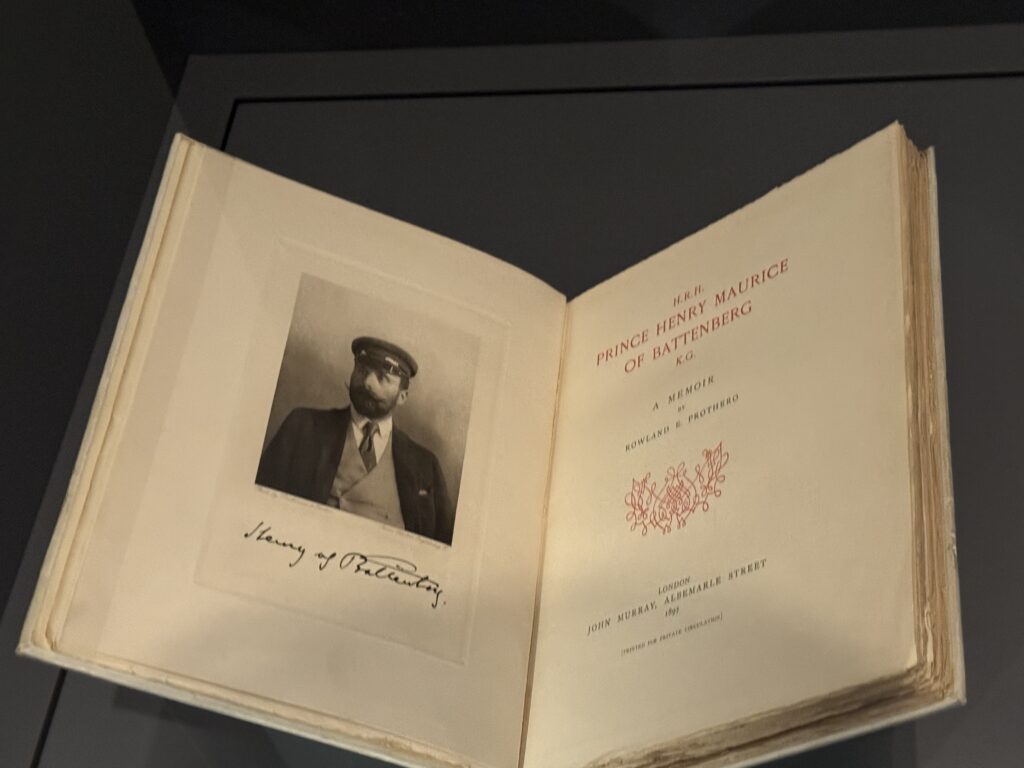 Henry of Battenberg.
H.R.H.
PRINCE HENRY MAURICE
OF BATTENBERG
K.G.
A MEMOIR
BY
ROWLAND E. PROTHERO
LONDON
JOHN MURRAY, ALBEMARLE STREET
[PRINTED FOR PRIVATE CIRCULATION]